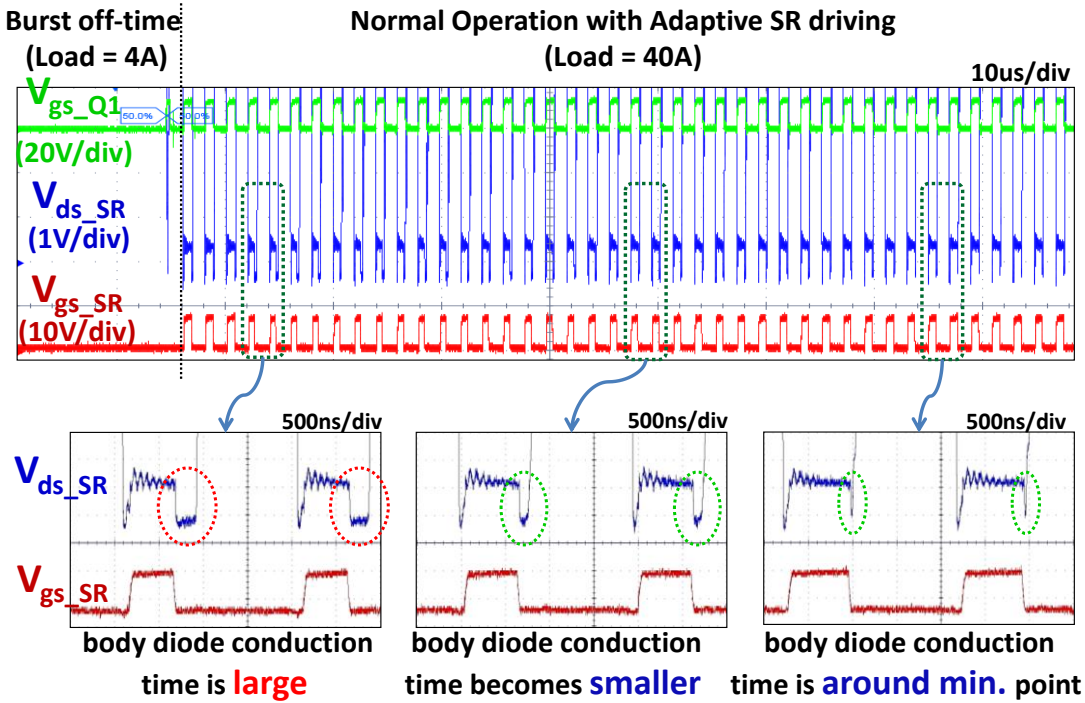 Burst off-time
(Load = 4A)
Normal Operation with Adaptive SR driving
(Load = 40A)
10us/div
Vgs_Q1
50.0%
(20V/div)
Vds_SR
(1V/div)
Vgs_SR
(10V/div)
500ns/div
500ns/div
500ns/div
Vds_SR
Vgs_SR
body diode conduction
time is large
body diode conduction
time becomes smaller
body diode conduction
time is around min. point